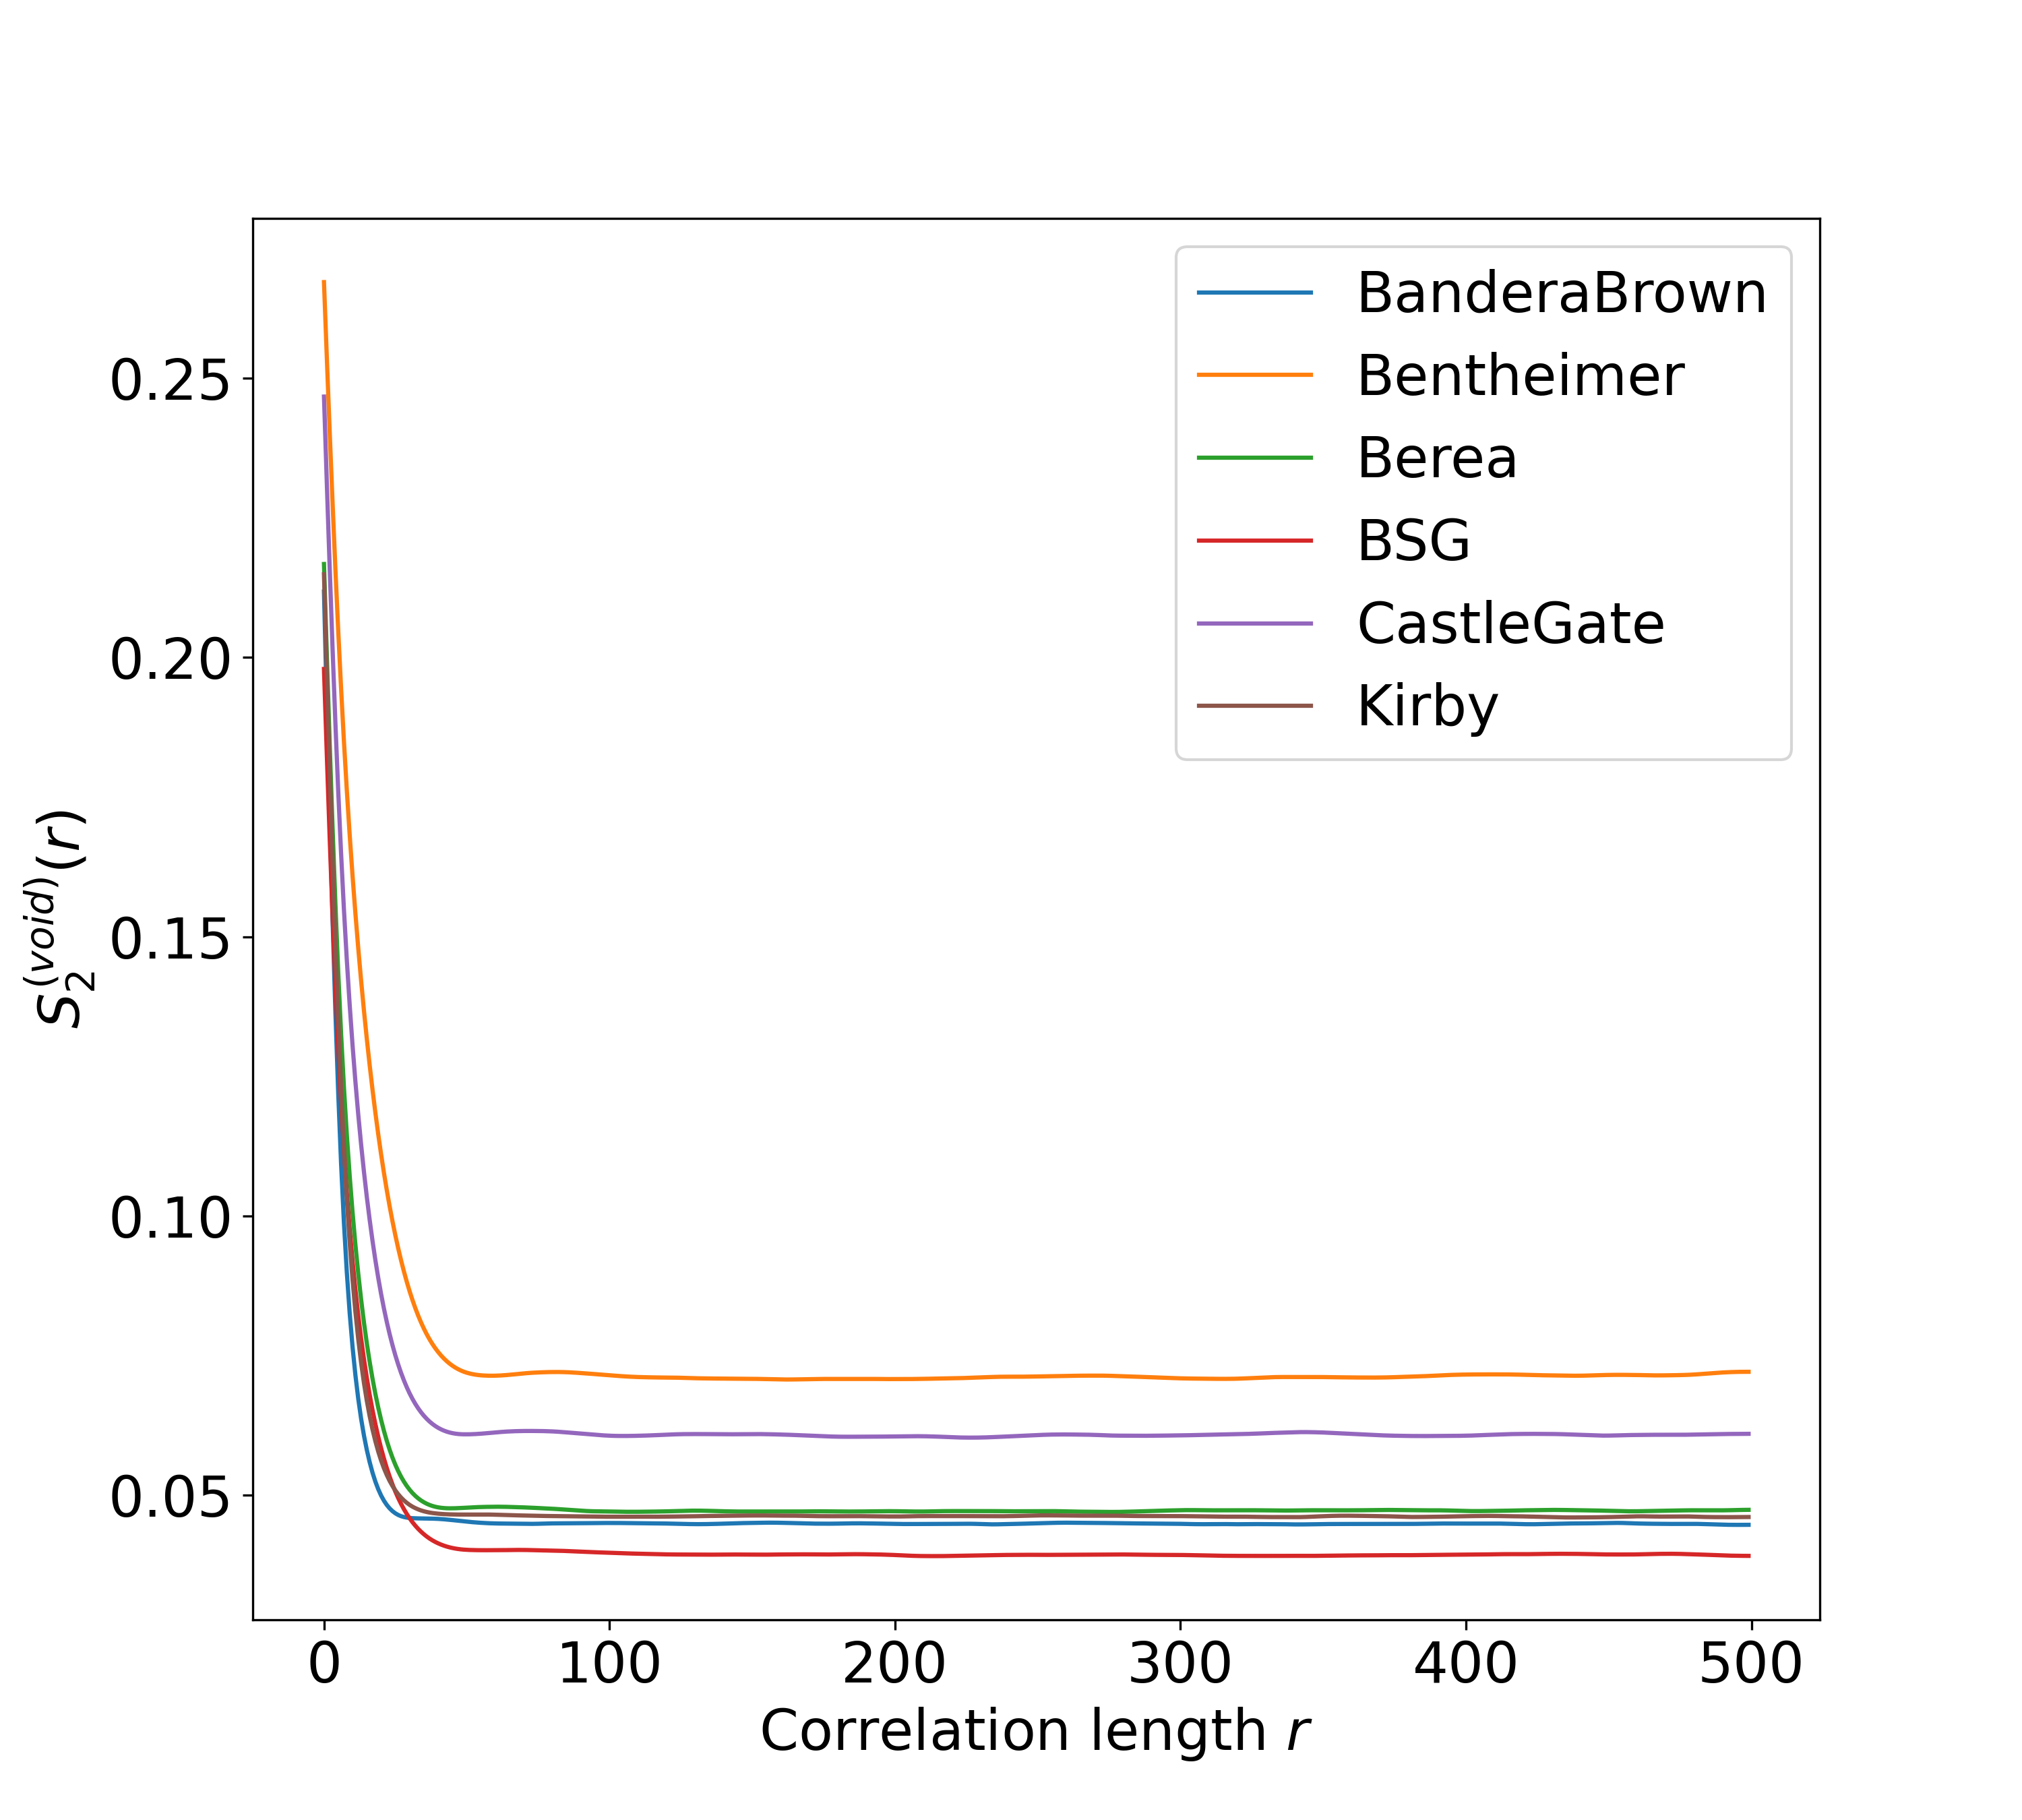 BanderaBrown
Bentheimer
Berea
BSG
CastleGate
Kirby
0.25
0.20
0.15
0.10
0.05
S₂^(void)(r)
0 100 200 300 400 500
Correlation length r